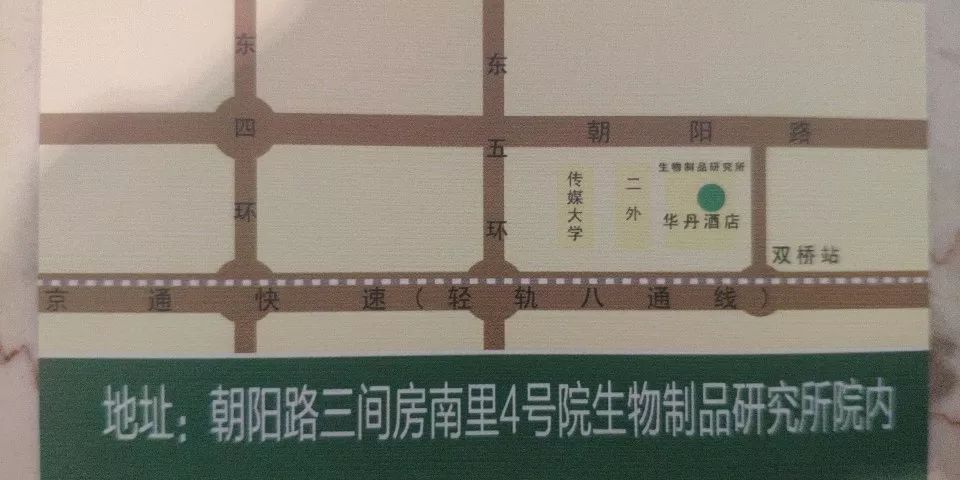 东四环
东五环
朝阳路
生物制品研究所
传媒大学
二外
华丹酒店
双桥站
京通快速（轻轨八通线）
地址：朝阳路三间房南里4号院生物制品研究所院内